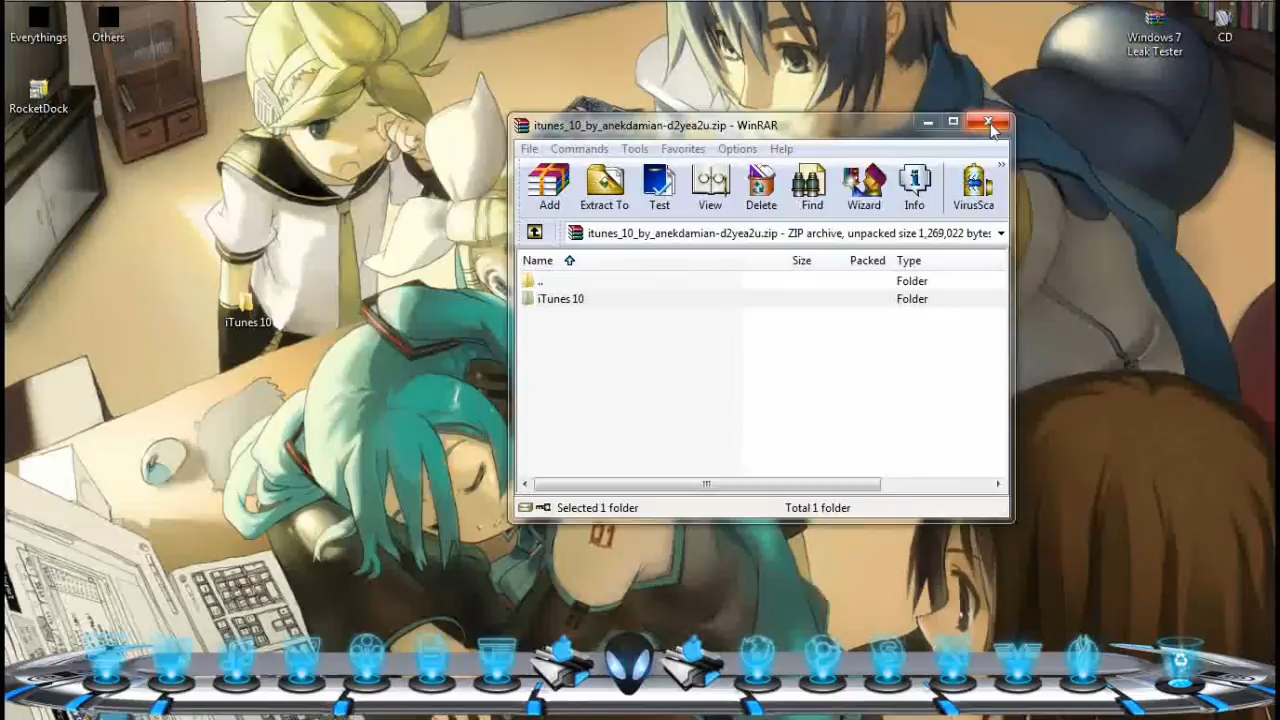 Everythings
Others
RocketDock
iTunes 10
Windows 7
Leak Tester
CD
itunes_10_by_anekdamian-d2yea2u.zip - WinRAR
File Commands Tools Favorites Options Help
Add Extract To Test View Delete Find Wizard Info VirusSca
itunes_10_by_anekdamian-d2yea2u.zip - ZIP archive, unpacked size 1,269,022 bytes
Name Size Packed Type
.. Folder
iTunes 10 Folder
Selected 1 folder Total 1 folder
01